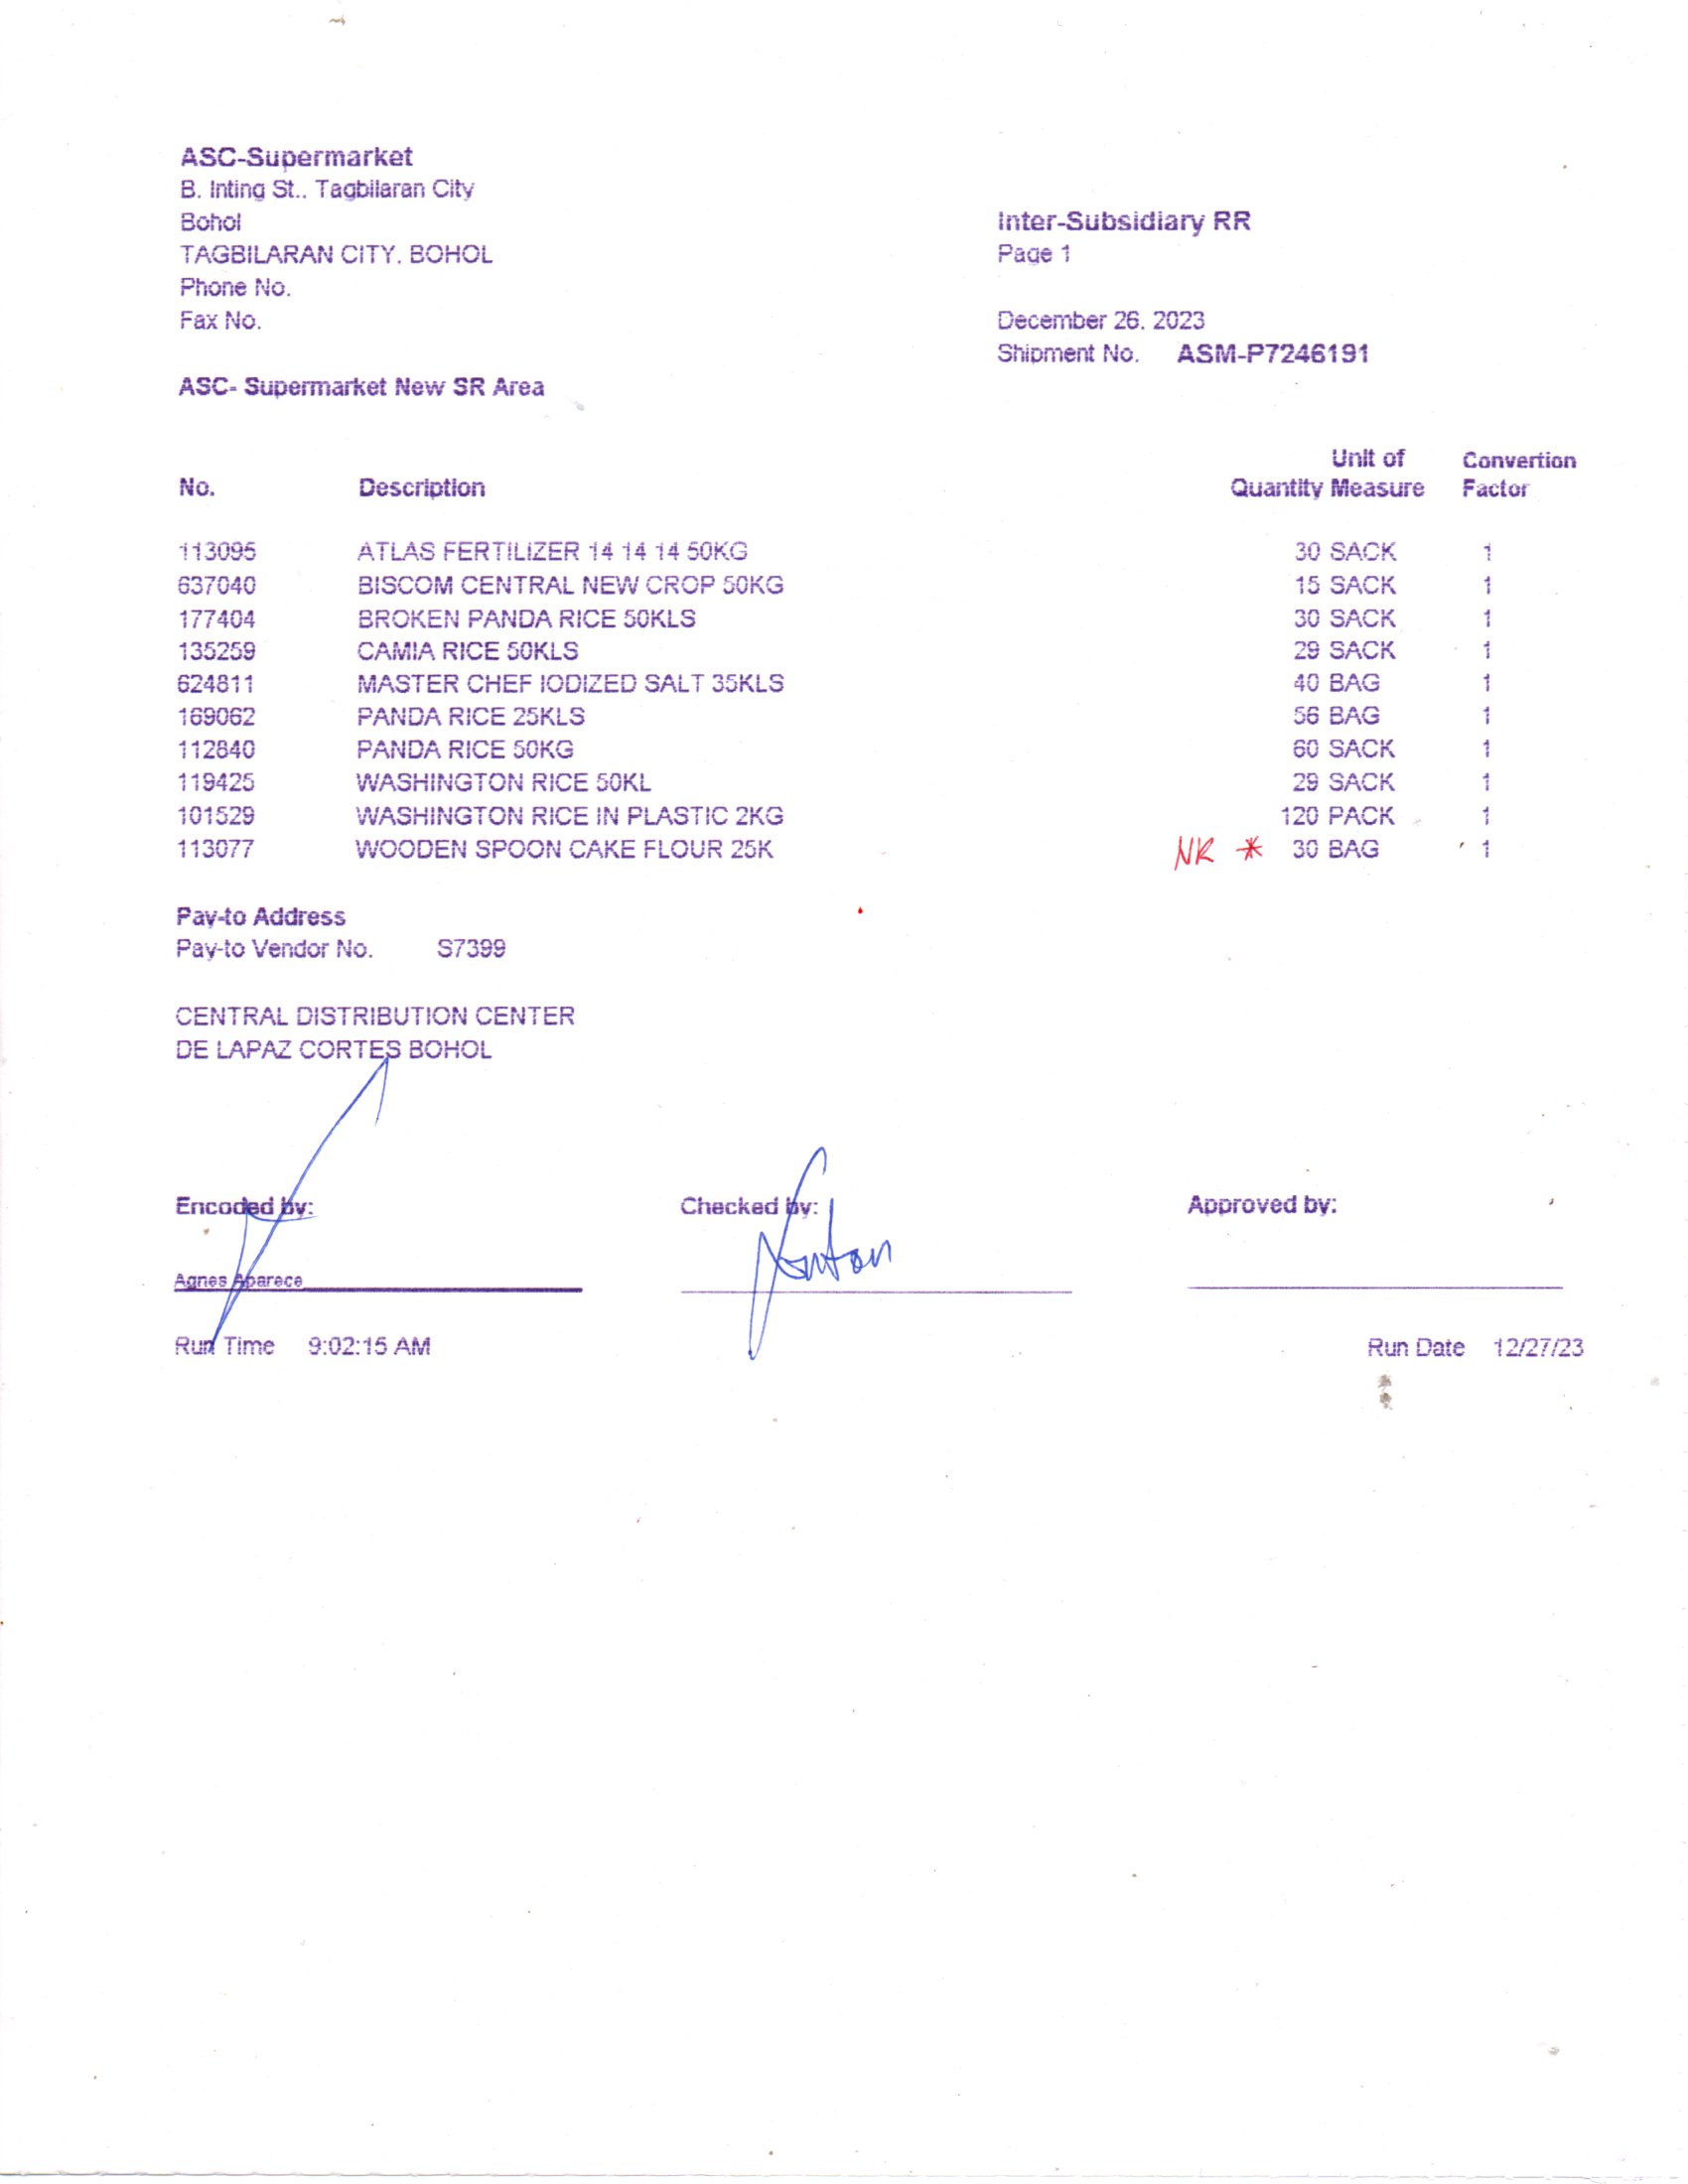 ASC-Supermarket
B. Inting St., Tagbilaran City
Bohol
TAGBILARAN CITY, BOHOL
Phone No.
Fax No.
Inter-Subsidiary RR
Page 1
December 26, 2023
Shipment No. ASM-P7246191
ASC- Supermarket New SR Area
No. Description Quantity Unit of Measure Convertion Factor
113095 ATLAS FERTILIZER 14 14 14 50KG 30 SACK 1
637040 BISCOM CENTRAL NEW CROP 50KG 15 SACK 1
177404 BROKEN PANDA RICE 50KLS 30 SACK 1
135259 CAMIA RICE 50KLS 29 SACK 1
624811 MASTER CHEF IODIZED SALT 35KLS 40 BAG 1
169062 PANDA RICE 25KLS 56 BAG 1
112840 PANDA RICE 50KG 60 SACK 1
119425 WASHINGTON RICE 50KL 29 SACK 1
101529 WASHINGTON RICE IN PLASTIC 2KG 120 PACK 1
113077 WOODEN SPOON CAKE FLOUR 25K NR * 30 BAG 1
Pay-to Address
Pay-to Vendor No. S7399
CENTRAL DISTRIBUTION CENTER
DE LAPAZ CORTES BOHOL
Encoded by: Checked by: Approved by:
Agnes Aparece
Run Time 9:02:15 AM Run Date 12/27/23